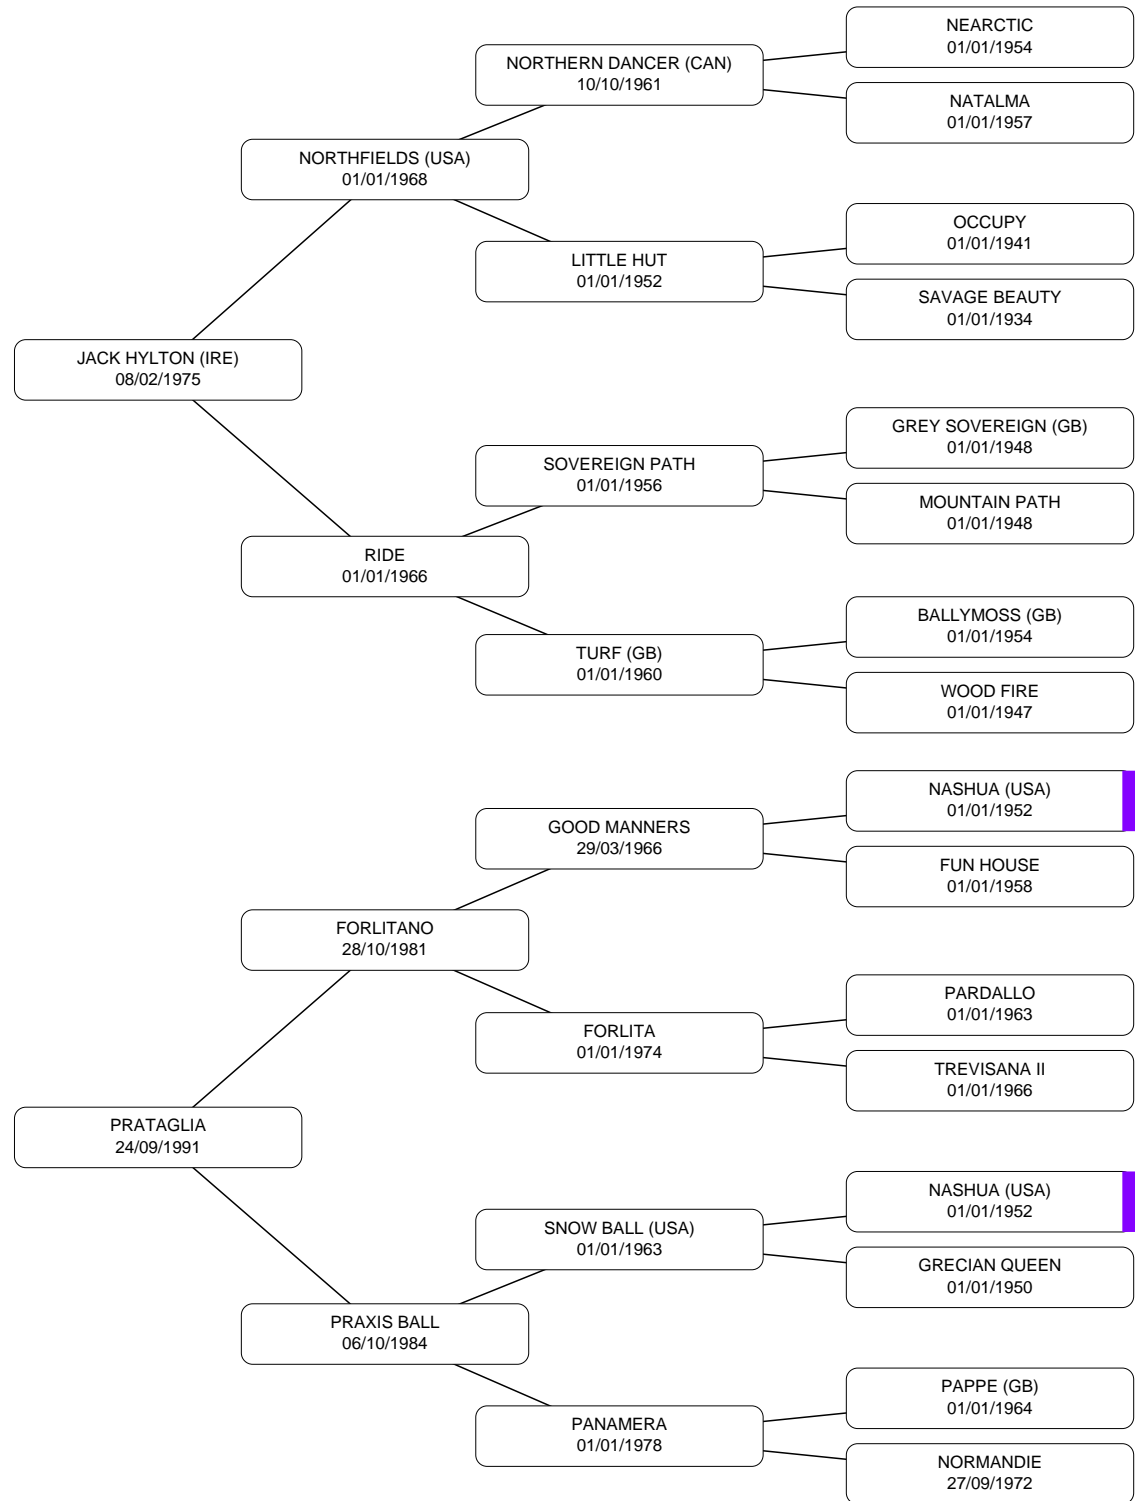 NEARCTIC
01/01/1954
NORTHERN DANCER (CAN)
10/10/1961
NATALMA
01/01/1957
NORTHFIELDS (USA)
01/01/1968
OCCUPY
01/01/1941
LITTLE HUT
01/01/1952
SAVAGE BEAUTY
01/01/1934
JACK HYLTON (IRE)
08/02/1975
GREY SOVEREIGN (GB)
01/01/1948
SOVEREIGN PATH
01/01/1956
MOUNTAIN PATH
01/01/1948
RIDE
01/01/1966
BALLYMOSS (GB)
01/01/1954
TURF (GB)
01/01/1960
WOOD FIRE
01/01/1947
NASHUA (USA)
01/01/1952
GOOD MANNERS
29/03/1966
FUN HOUSE
01/01/1958
FORLITANO
28/10/1981
PARDALLO
01/01/1963
FORLITA
01/01/1974
TREVISANA II
01/01/1966
PRATAGLIA
24/09/1991
NASHUA (USA)
01/01/1952
SNOW BALL (USA)
01/01/1963
GRECIAN QUEEN
01/01/1950
PRAXIS BALL
06/10/1984
PAPPE (GB)
01/01/1964
PANAMERA
01/01/1978
NORMANDIE
27/09/1972